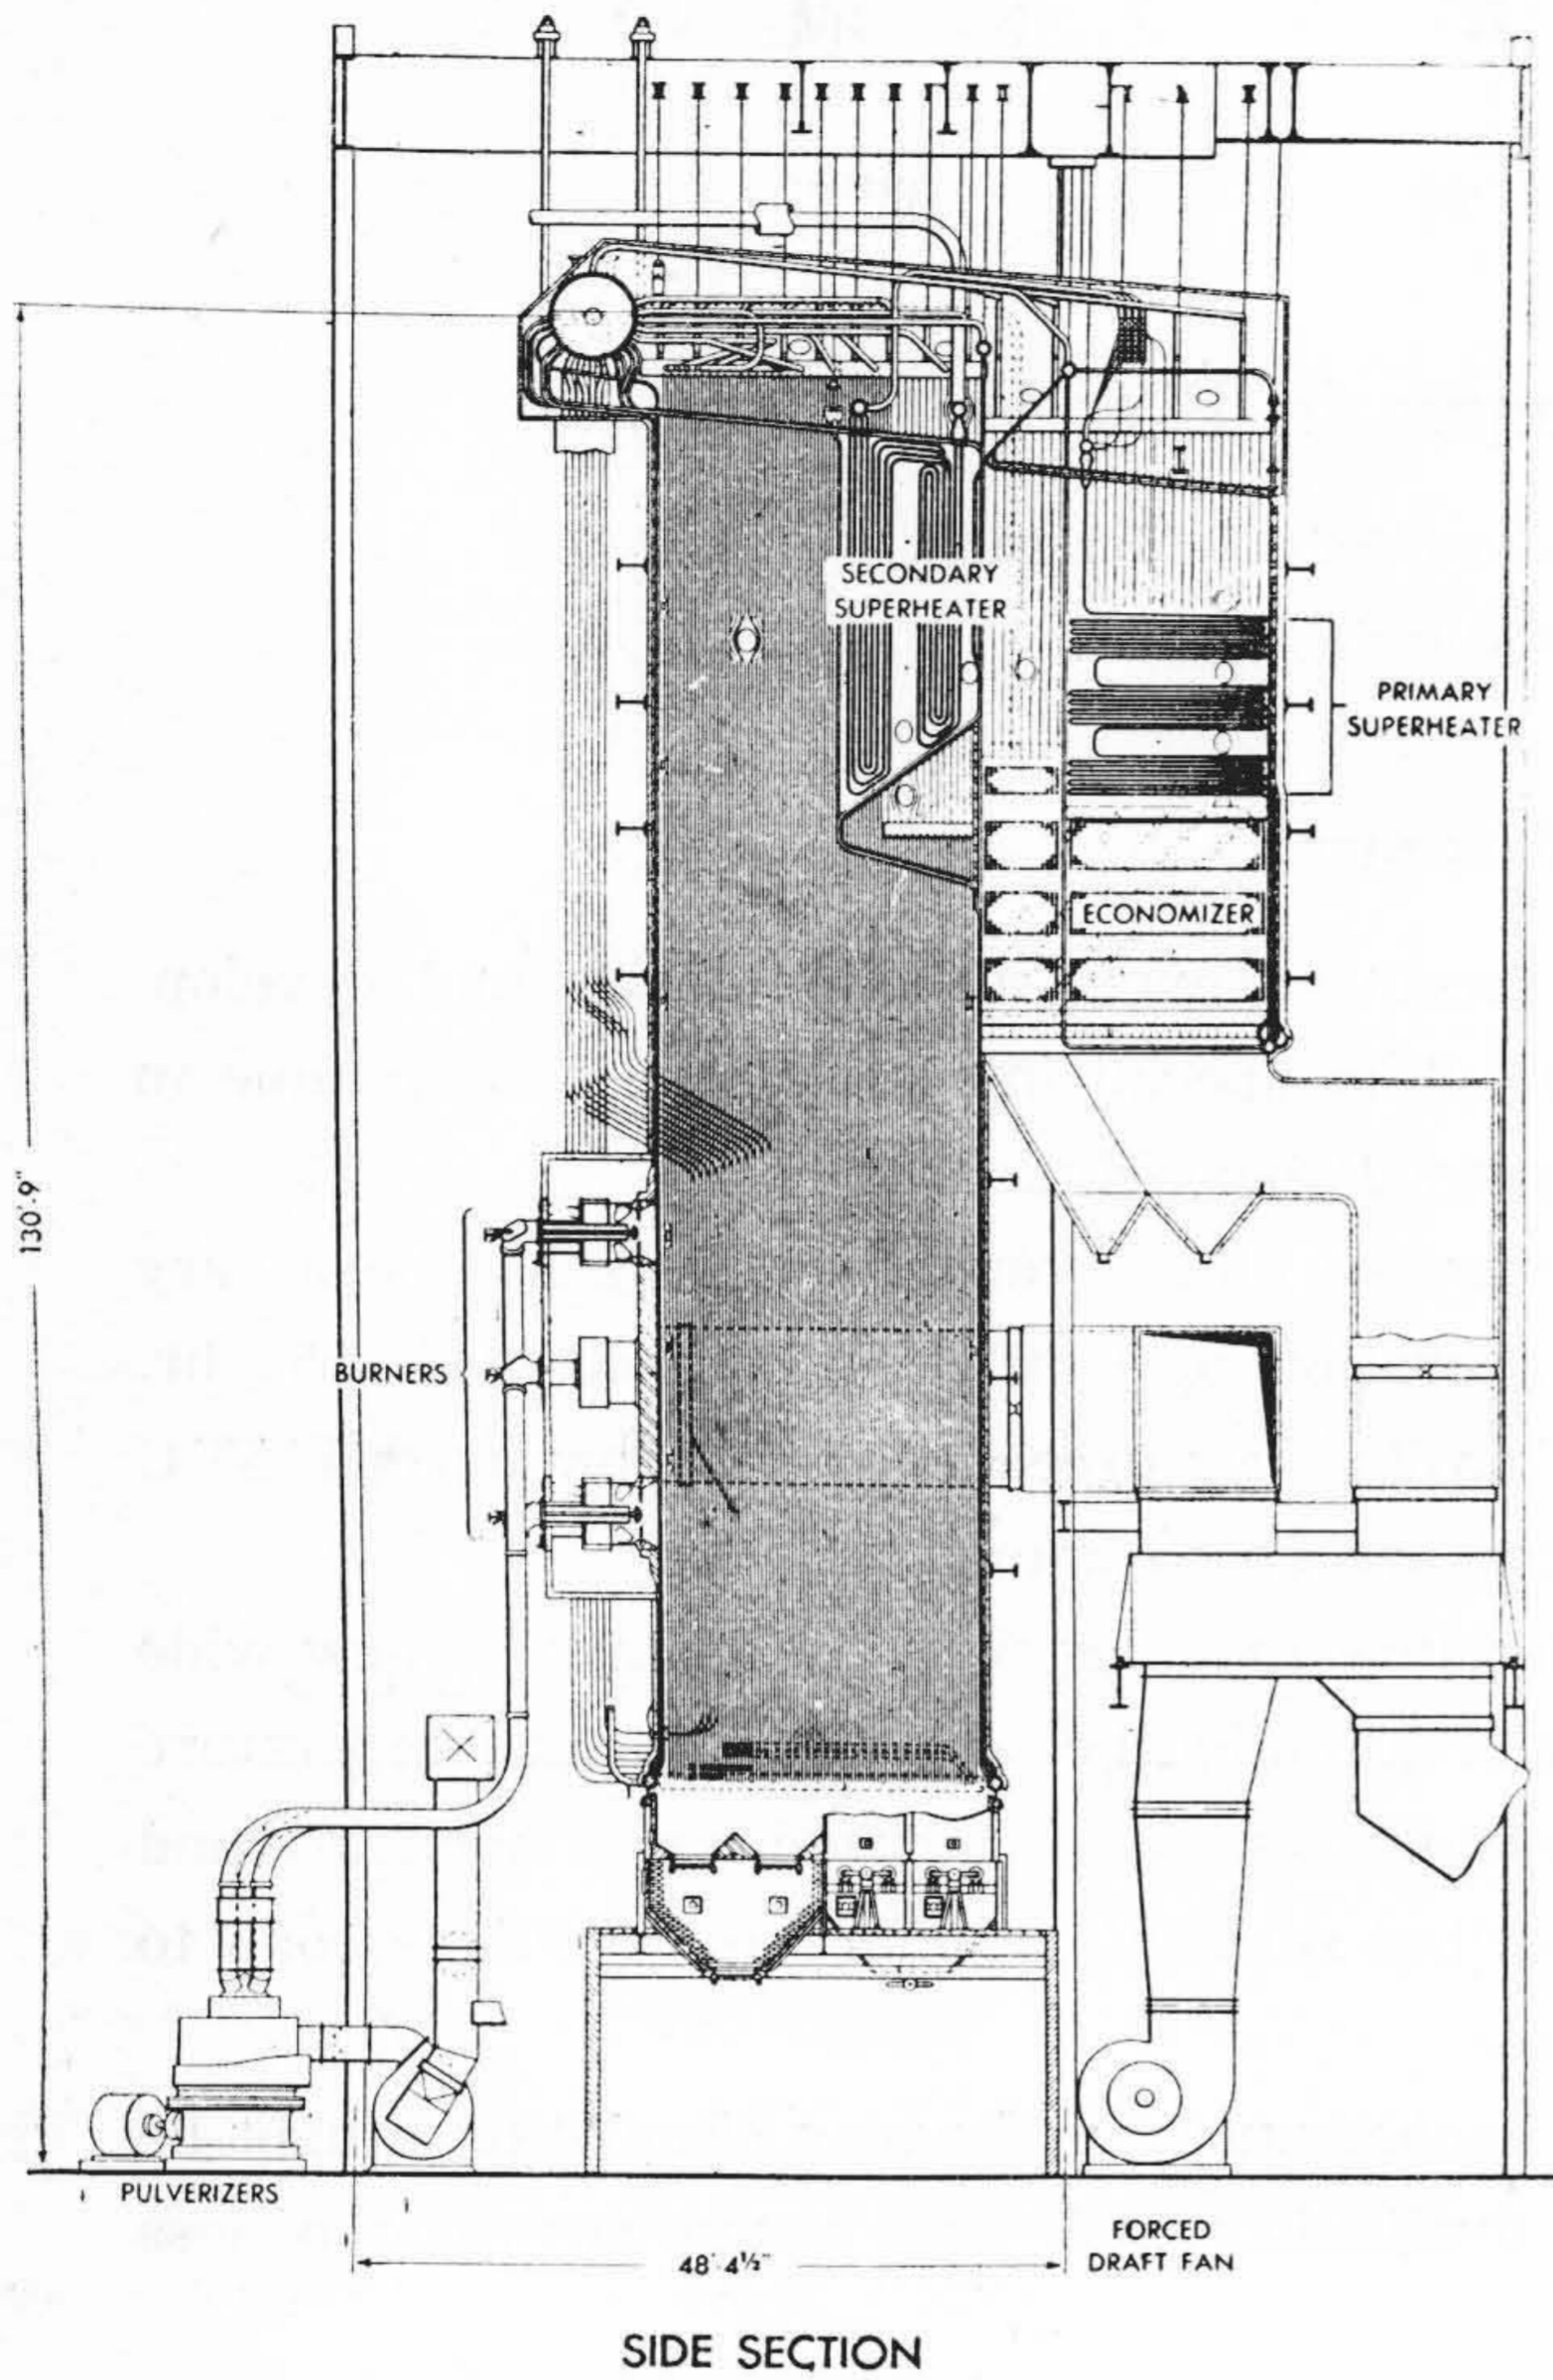 SECONDARY
SUPERHEATER
PRIMARY
SUPERHEATER
ECONOMIZER
130'-9"
BURNERS
PULVERIZERS
FORCED
DRAFT FAN
48'-4½"
SIDE SECTION